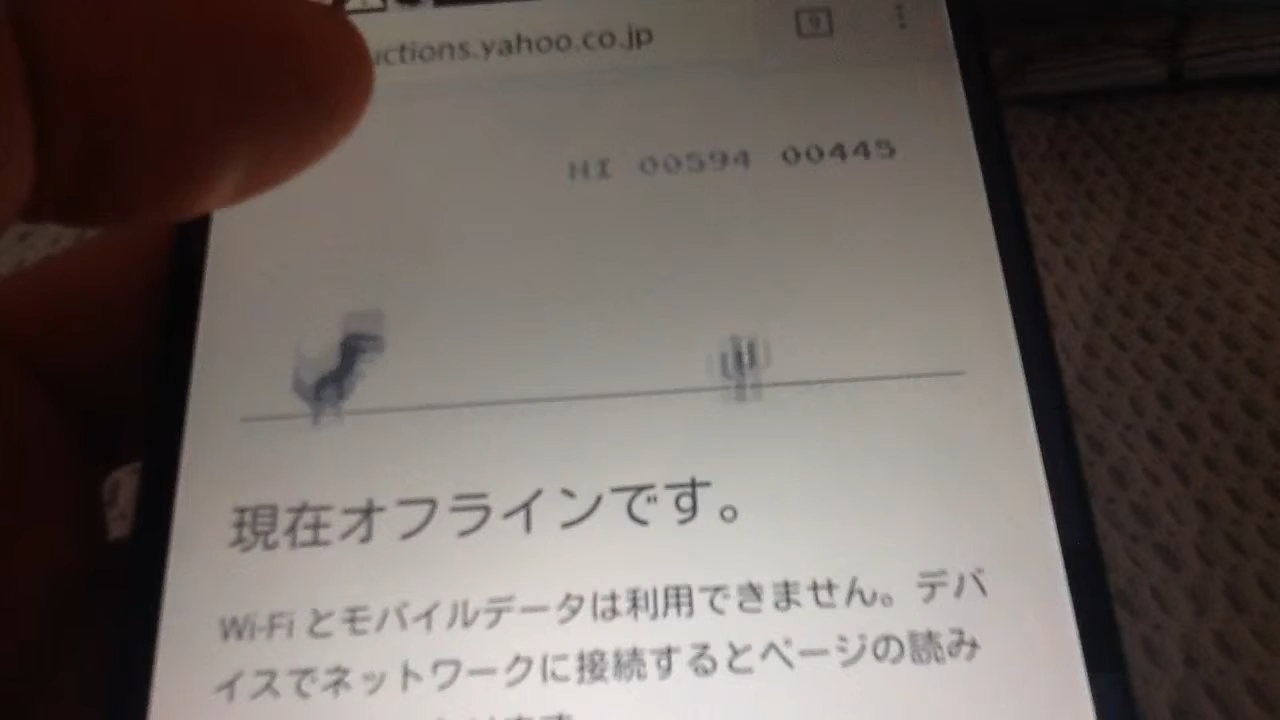 uctions.yahoo.co.jp
9
HI 00594 00445
現在オフラインです。
Wi-Fi とモバイルデータは利用できません。デバ
イスでネットワークに接続するとページの読み